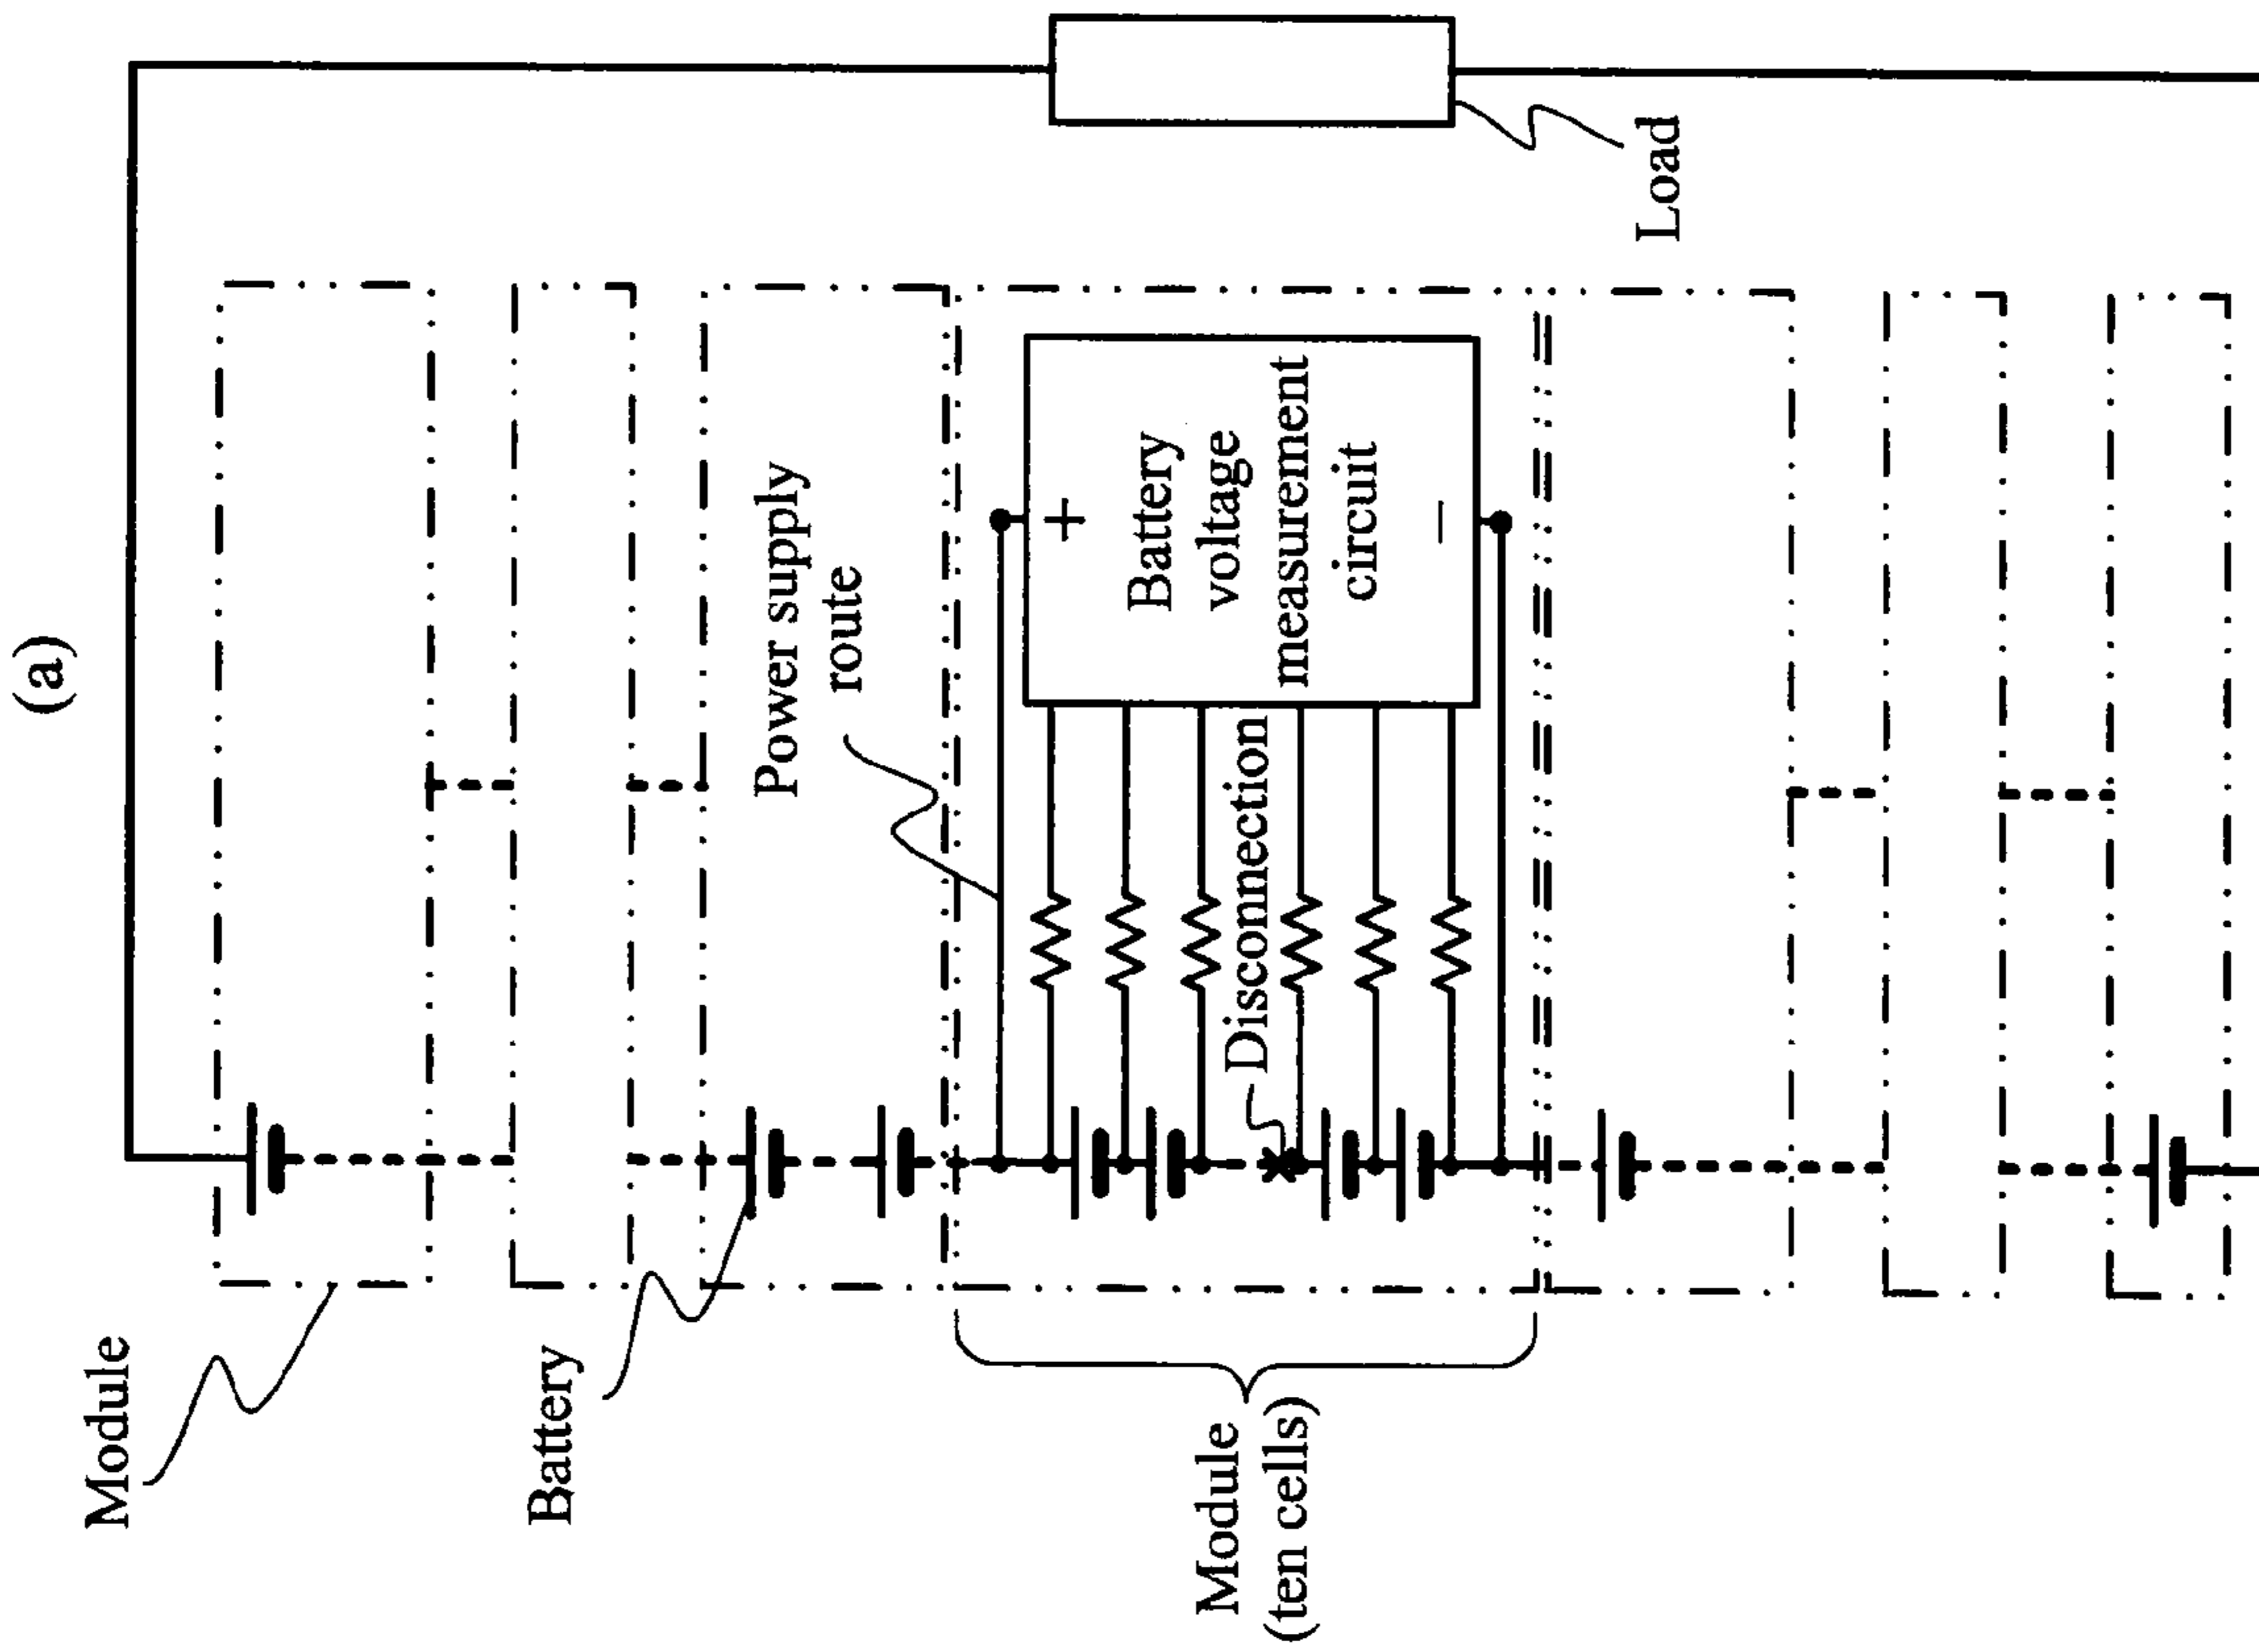 (a)
Module
Battery
Power supply
route
+
Battery
voltage
measurement
circuit
−
Disconnection
Load
Module
(ten cells)